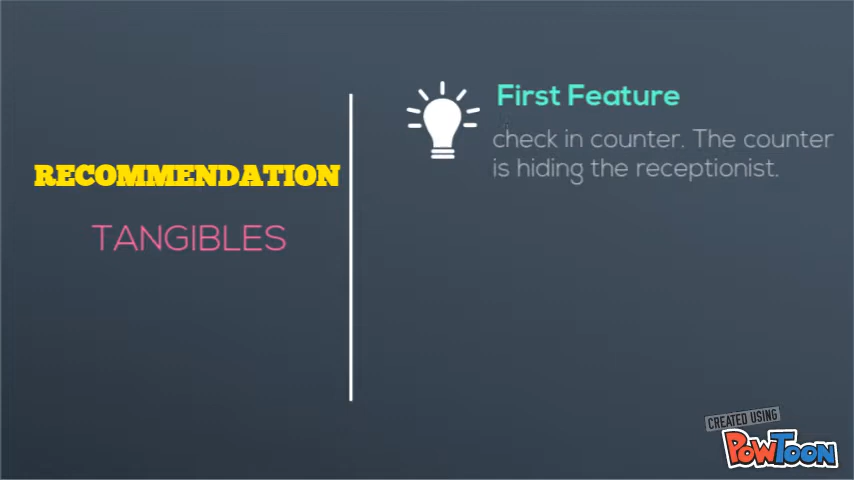 First Feature
check in counter. The counter
is hiding the receptionist.
RECOMMENDATION
TANGIBLES
CREATED USING
POWTOON